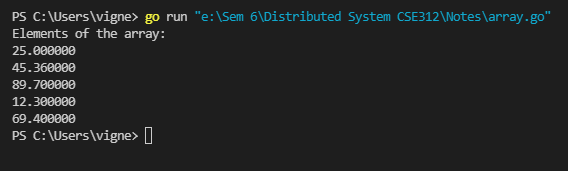 PS C:\Users\vigne> go run "e:\Sem 6\Distributed System CSE312\Notes\array.go"
Elements of the array:
25.000000
45.360000
89.700000
12.300000
69.400000
PS C:\Users\vigne>